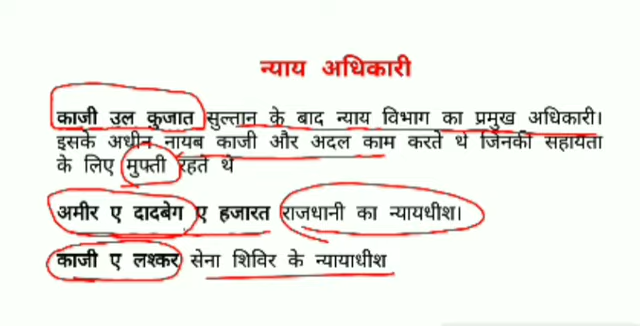 न्याय अधिकारी
काजी उल कुजात सुल्तान के बाद न्याय विभाग का प्रमुख अधिकारी।
इसके अधीन नायब काजी और अदल काम करते थे जिनकी सहायता
के लिए मुफ्ती रहते थे
अमीर ए दादबेग ए हजारत राजधानी का न्यायधीश।
काजी ए लश्कर सेना शिविर के न्यायाधीश